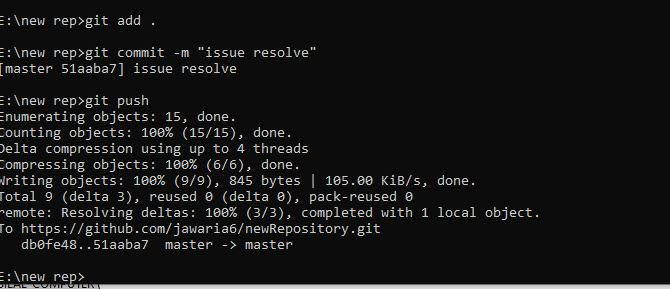 E:\new rep>git add .
E:\new rep>git commit -m "issue resolve"
[master 51aaba7] issue resolve
E:\new rep>git push
Enumerating objects: 15, done.
Counting objects: 100% (15/15), done.
Delta compression using up to 4 threads
Compressing objects: 100% (6/6), done.
Writing objects: 100% (9/9), 845 bytes | 105.00 KiB/s, done.
Total 9 (delta 3), reused 0 (delta 0), pack-reused 0
remote: Resolving deltas: 100% (3/3), completed with 1 local object.
To https://github.com/jawaria6/newRepository.git
db0fe48..51aaba7  master -> master
E:\new rep>